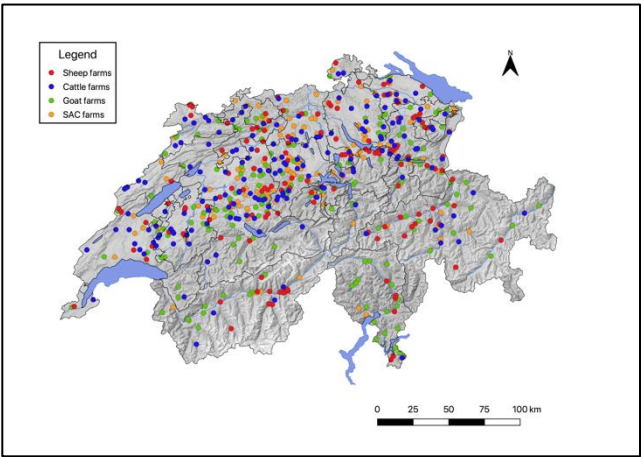 Legend
Sheep farms
Cattle farms
Goat farms
SAC farms
N
0 25 50 75 100 km